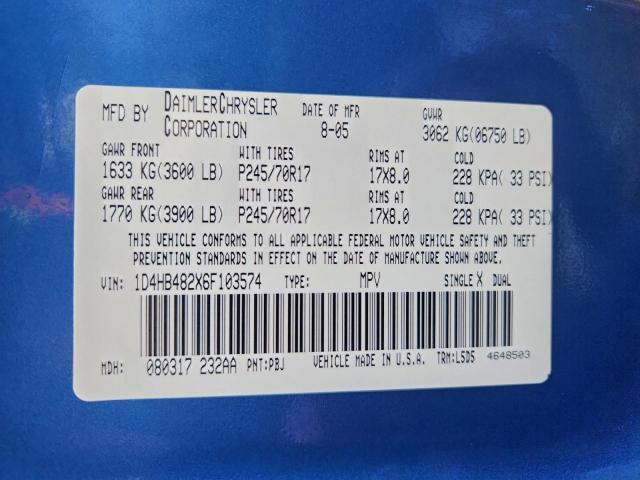 MFD BY DAIMLERCHRYSLER CORPORATION DATE OF MFR 8-05 GVWR 3062 KG(06750 LB)
GAWR FRONT WITH TIRES RIMS AT COLD
1633 KG(3600 LB) P245/70R17 17X8.0 228 KPA( 33 PSI)
GAWR REAR WITH TIRES RIMS AT COLD
1770 KG(3900 LB) P245/70R17 17X8.0 228 KPA( 33 PSI)
THIS VEHICLE CONFORMS TO ALL APPLICABLE FEDERAL MOTOR VEHICLE SAFETY AND THEFT
PREVENTION STANDARDS IN EFFECT ON THE DATE OF MANUFACTURE SHOWN ABOVE.
VIN: 1D4HB482X6F103574 TYPE: MPV SINGLE X DUAL
MDH: 080317 232AA PNT:PBJ VEHICLE MADE IN U.S.A. TRM:L5D5 4648503